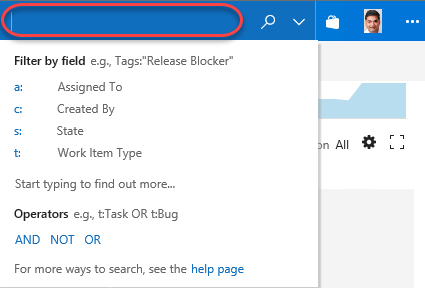 Filter by field e.g., Tags:"Release Blocker"
a: Assigned To
c: Created By
s: State
t: Work Item Type
on All
Start typing to find out more...
Operators e.g., t:Task OR t:Bug
AND NOT OR
For more ways to search, see the help page